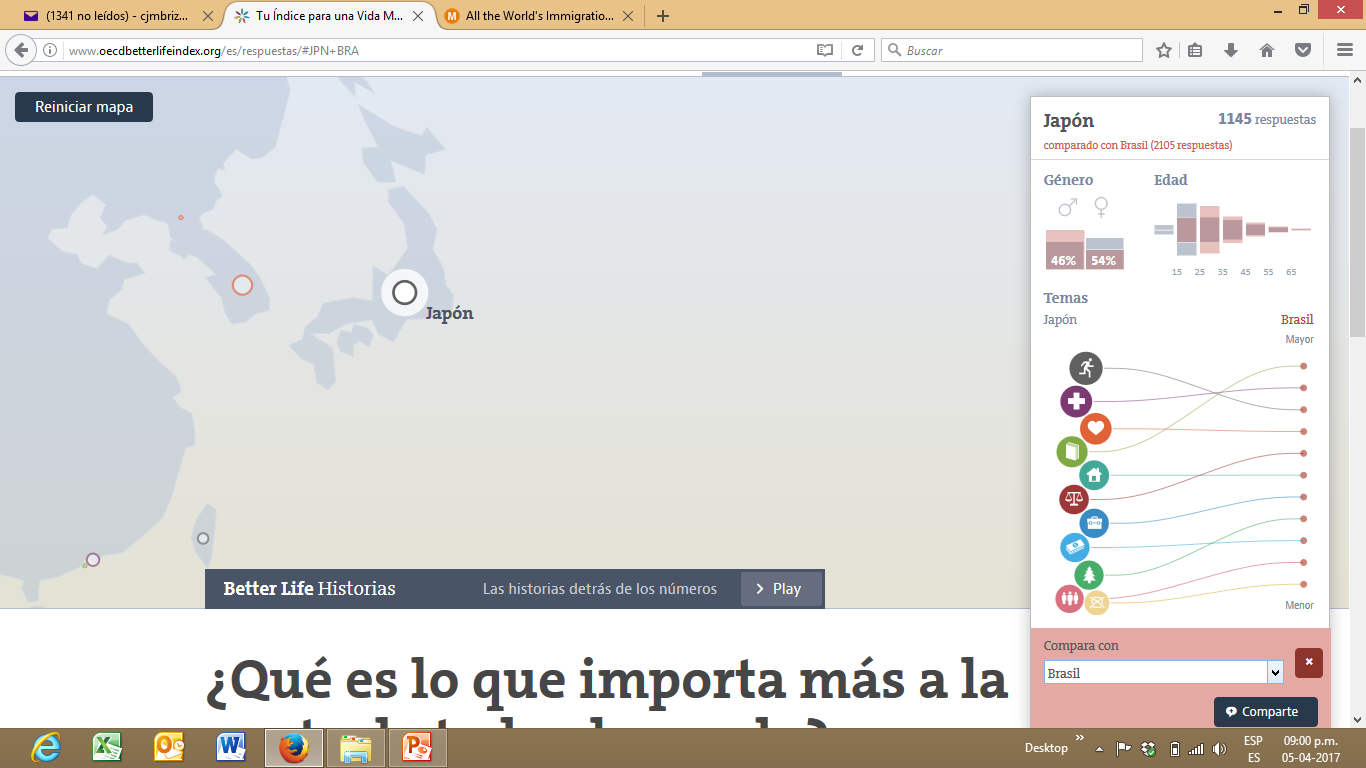 (1341 no leídos) - cjmbriz...
Tu Índice para una Vida M...
All the World's Immigratio...
www.oecdbetterlifeindex.org/es/respuestas/#JPN+BRA
Buscar
Reiniciar mapa
Japón
Japón
1145 respuestas
comparado con Brasil (2105 respuestas)
Género
Edad
46%
54%
15 25 35 45 55 65
Temas
Japón
Brasil
Mayor
Menor
Better Life Historias
Las historias detrás de los números
Play
¿Qué es lo que importa más a la
Compara con
Brasil
Comparte
Desktop
ESP
ES
09:00 p.m.
05-04-2017